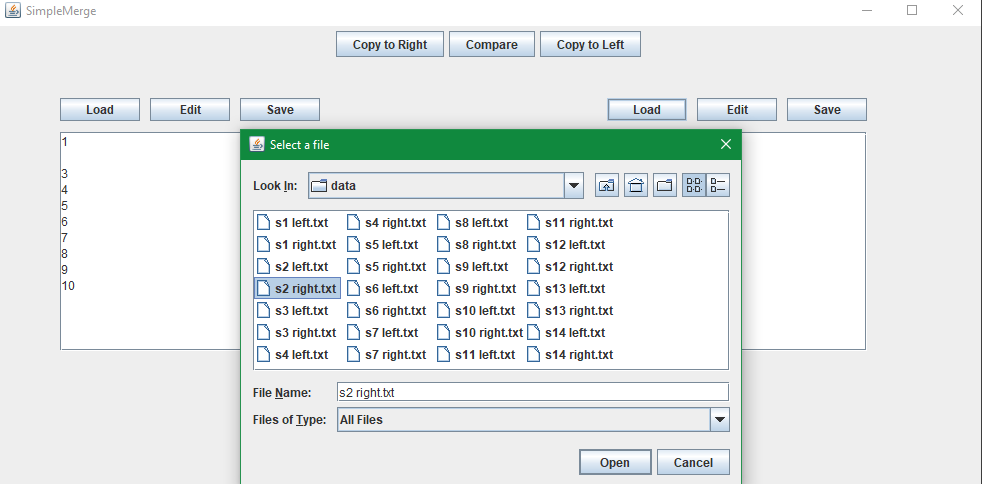 SimpleMerge
Copy to Right Compare Copy to Left
Load Edit Save Load Edit Save
1
3
4
5
6
7
8
9
10
Select a file
Look In: data
s1 left.txt s4 right.txt s8 left.txt s11 right.txt
s1 right.txt s5 left.txt s8 right.txt s12 left.txt
s2 left.txt s5 right.txt s9 left.txt s12 right.txt
s2 right.txt s6 left.txt s9 right.txt s13 left.txt
s3 left.txt s6 right.txt s10 left.txt s13 right.txt
s3 right.txt s7 left.txt s10 right.txt s14 left.txt
s4 left.txt s7 right.txt s11 left.txt s14 right.txt
File Name: s2 right.txt
Files of Type: All Files
Open Cancel